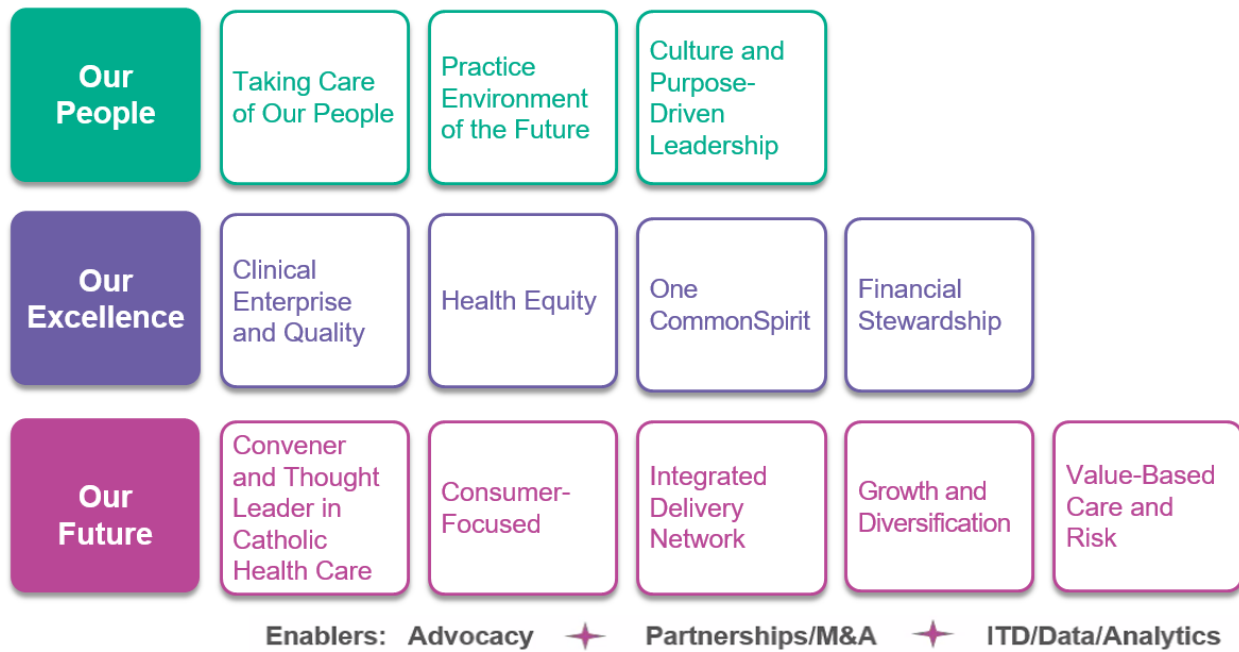 Our
People
Taking Care
of Our People
Practice
Environment
of the Future
Culture and
Purpose-
Driven
Leadership
Our
Excellence
Clinical
Enterprise
and Quality
Health Equity
One
CommonSpirit
Financial
Stewardship
Our
Future
Convener
and Thought
Leader in
Catholic
Health Care
Consumer-
Focused
Integrated
Delivery
Network
Growth and
Diversification
Value-Based
Care and
Risk
Enablers: Advocacy Partnerships/M&A ITD/Data/Analytics